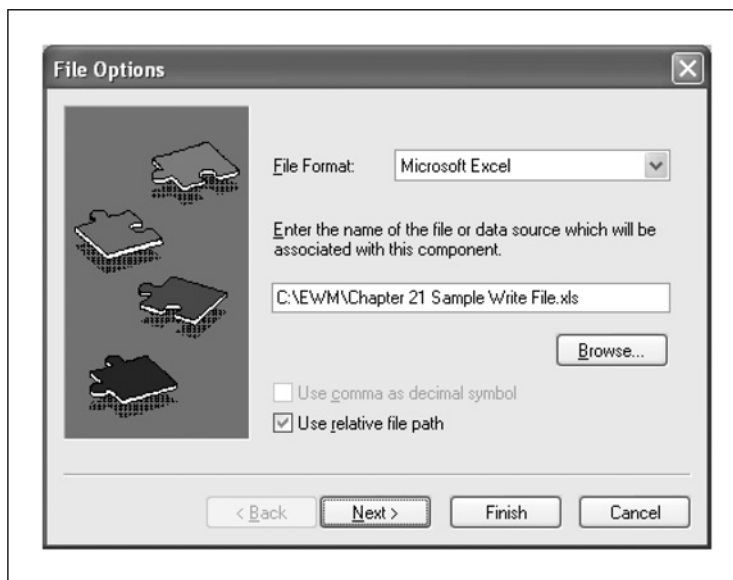 File Options
File Format:
Microsoft Excel
Enter the name of the file or data source which will be
associated with this component.
C:\EWM\Chapter 21 Sample Write File.xls
Browse...
Use comma as decimal symbol
Use relative file path
< Back
Next >
Finish
Cancel